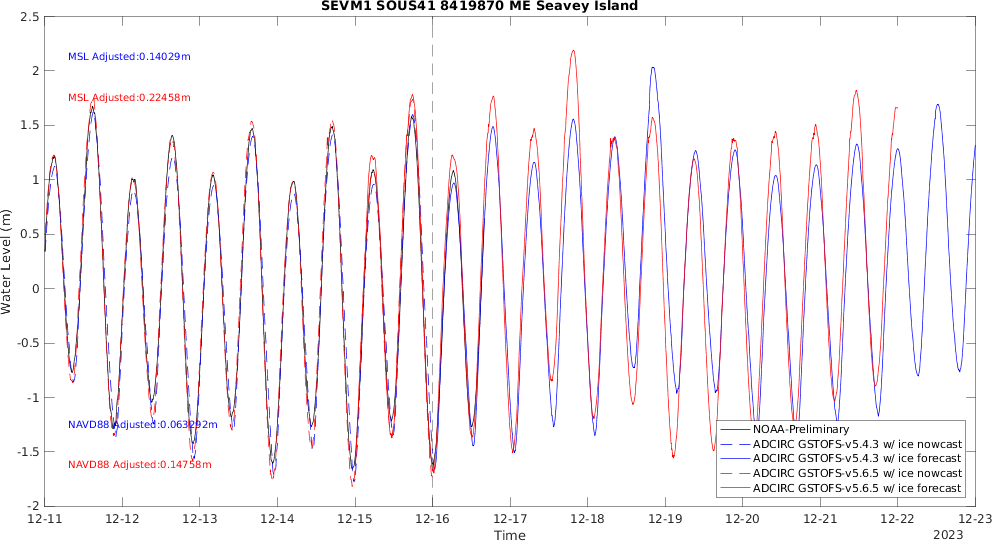 SEVM1 SOUS41 8419870 ME Seavey Island
2.5
2
1.5
1
0.5
0
-0.5
-1
-1.5
-2
Water Level (m)
MSL Adjusted:0.14029m
MSL Adjusted:0.22458m
NAVD88 Adjusted:0.063292m
NAVD88 Adjusted:0.14758m
NOAA-Preliminary
ADCIRC GSTOFS-v5.4.3 w/ ice nowcast
ADCIRC GSTOFS-v5.4.3 w/ ice forecast
ADCIRC GSTOFS-v5.6.5 w/ ice nowcast
ADCIRC GSTOFS-v5.6.5 w/ ice forecast
12-11 12-12 12-13 12-14 12-15 12-16 12-17 12-18 12-19 12-20 12-21 12-22 12-23
Time
2023